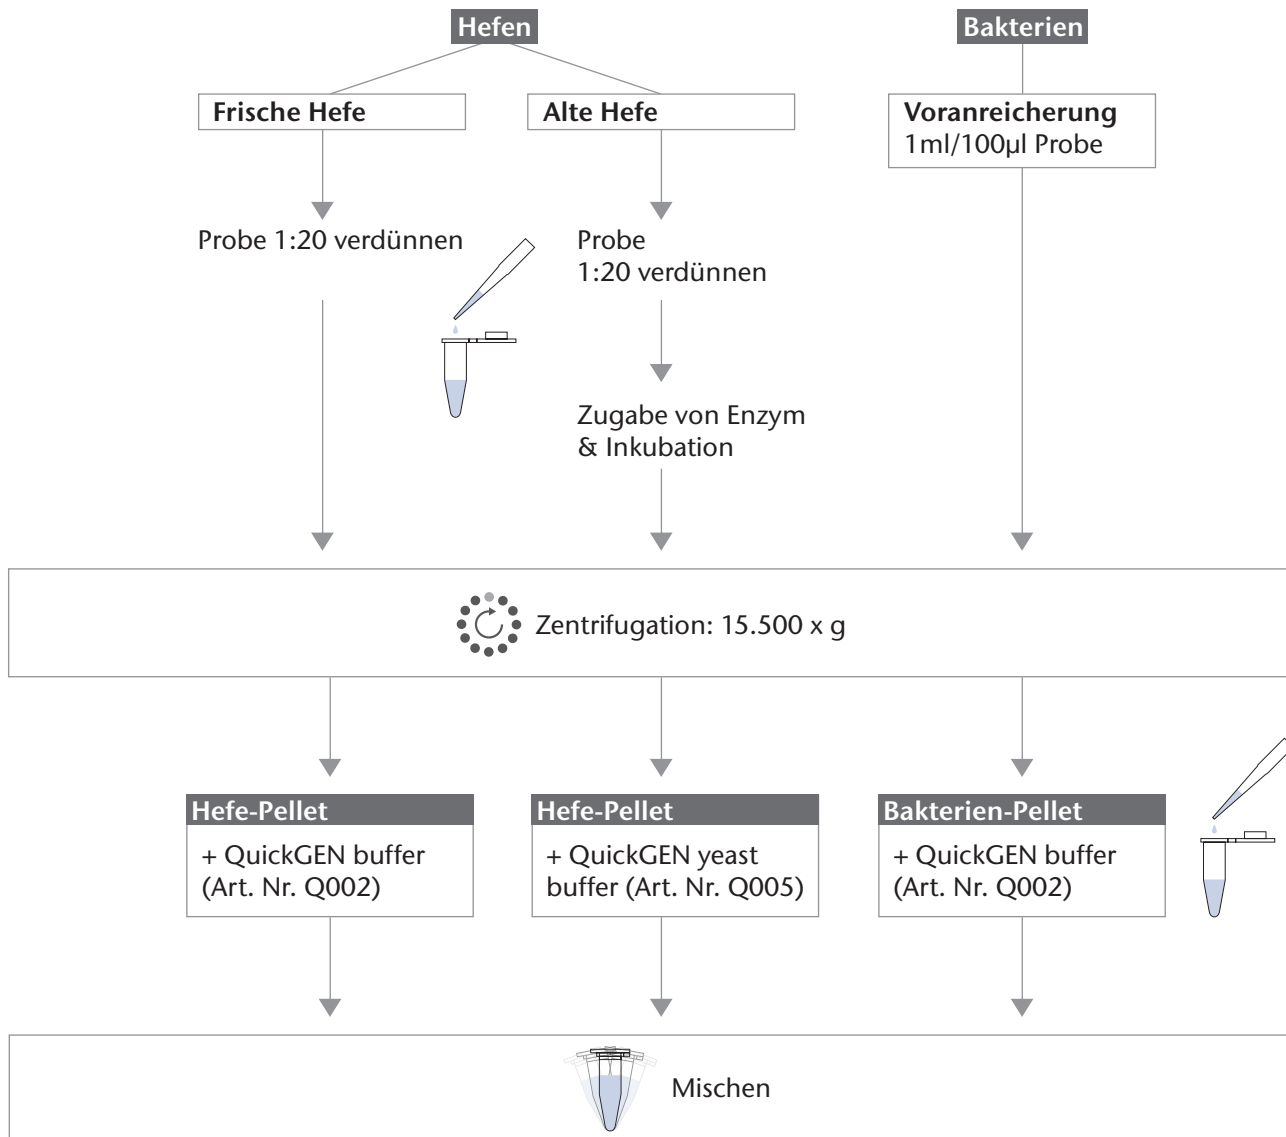 Hefen
Bakterien
Frische Hefe
Alte Hefe
Voranreicherung
1ml/100µl Probe
Probe 1:20 verdünnen
Probe
1:20 verdünnen
Zugabe von Enzym
& Inkubation
Zentrifugation: 15.500 x g
Hefe-Pellet
+ QuickGEN buffer
(Art. Nr. Q002)
Hefe-Pellet
+ QuickGEN yeast
buffer (Art. Nr. Q005)
Bakterien-Pellet
+ QuickGEN buffer
(Art. Nr. Q002)
Mischen